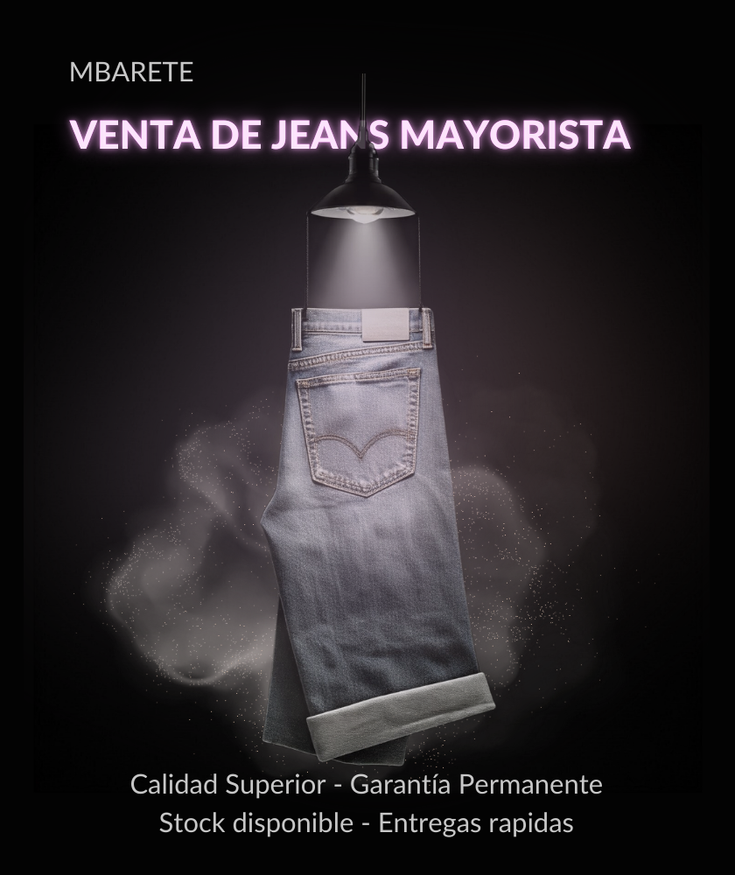 MBARETE
VENTA DE JEANS MAYORISTA
Calidad Superior - Garantía Permanente
Stock disponible - Entregas rapidas